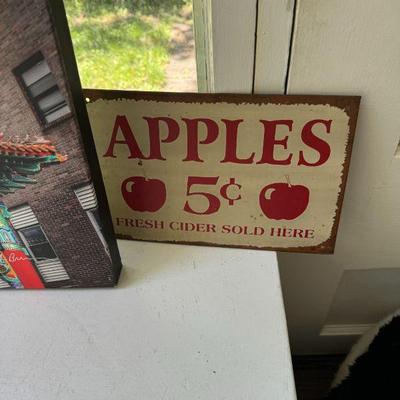 APPLES
5¢
FRESH CIDER SOLD HERE